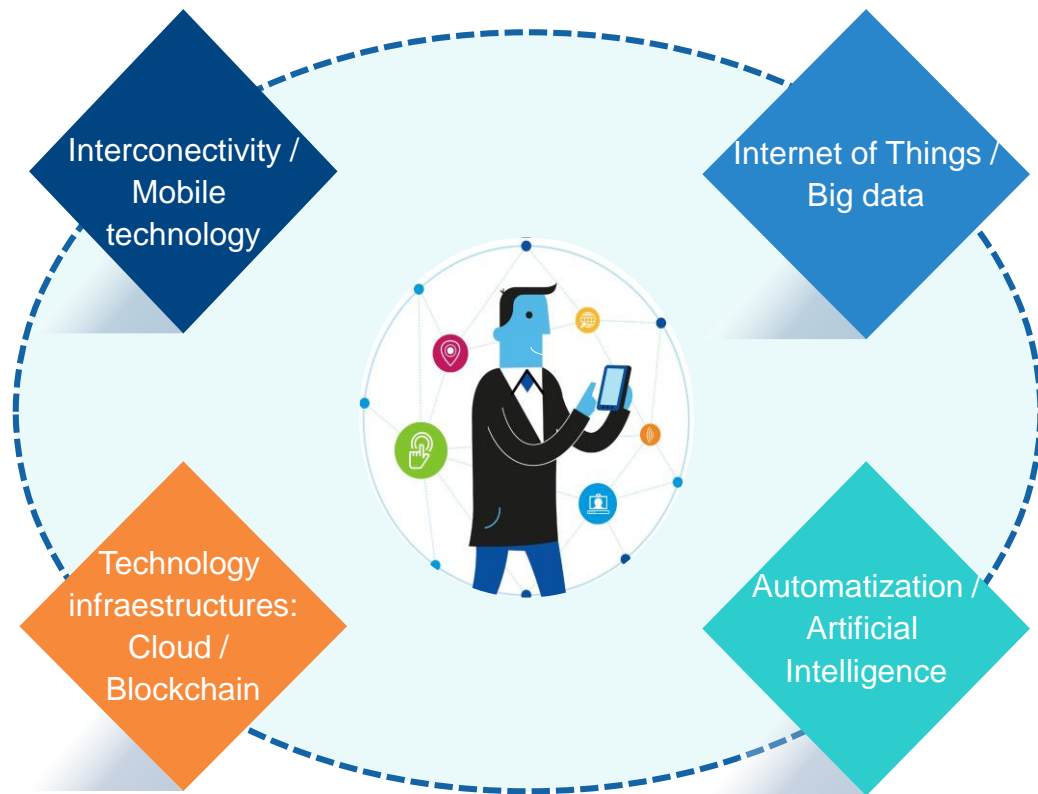 Interconectivity /
Mobile
technology
Internet of Things /
Big data
Technology
infraestructures:
Cloud /
Blockchain
Automatization /
Artificial
Intelligence